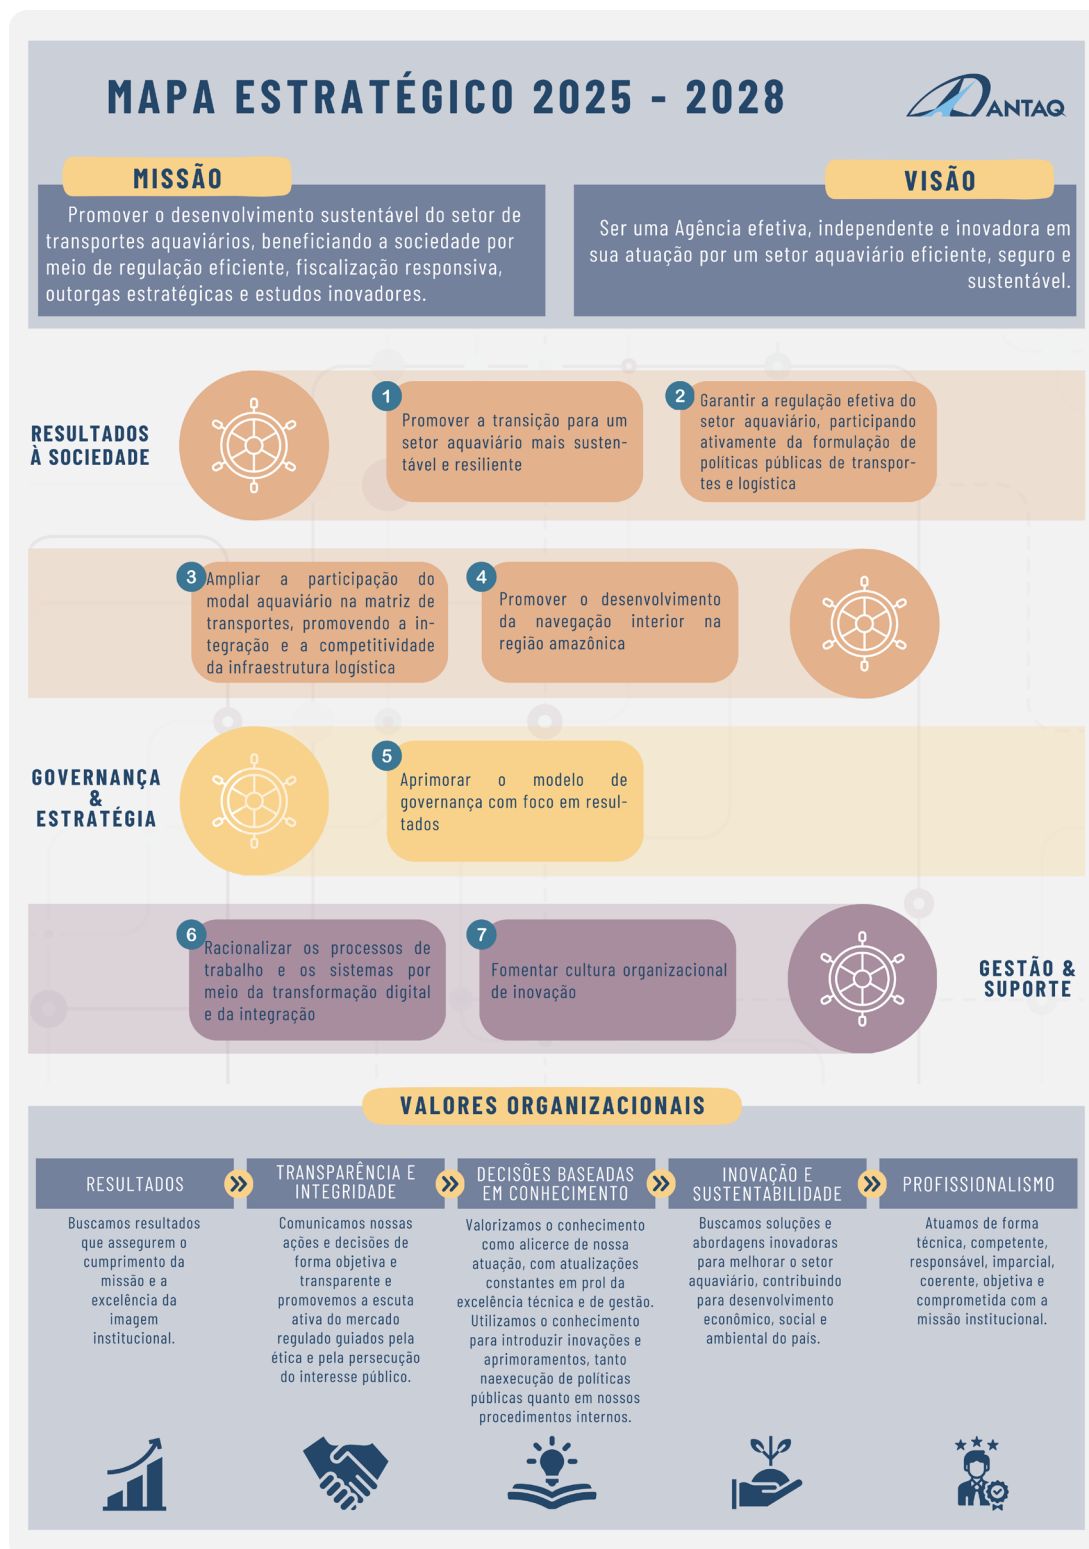 MAPA ESTRATÉGICO 2025 - 2028
ANTAQ
MISSÃO
Promover o desenvolvimento sustentável do setor de
transportes aquaviários, beneficiando a sociedade por
meio de regulação eficiente, fiscalização responsiva,
outorgas estratégicas e estudos inovadores.
VISÃO
Ser uma Agência efetiva, independente e inovadora em
sua atuação por um setor aquaviário eficiente, seguro e
sustentável.
RESULTADOS
À SOCIEDADE
1
Promover a transição para um
setor aquaviário mais susten-
tável e resiliente
2
Garantir a regulação efetiva do
setor aquaviário, participando
ativamente da formulação de
políticas públicas de transpor-
tes e logística
3
Ampliar a participação do
modal aquaviário na matriz de
transportes, promovendo a in-
tegração e a competitividade
da infraestrutura logística
4
Promover o desenvolvimento
da navegação interior na
região amazônica
GOVERNANÇA
&
ESTRATÉGIA
5
Aprimorar o modelo de
governança com foco em resul-
tados
6
Racionalizar os processos de
trabalho e os sistemas por
meio da transformação digital
e da integração
7
Fomentar cultura organizacional
de inovação
GESTÃO &
SUPORTE
VALORES ORGANIZACIONAIS
RESULTADOS
Buscamos resultados
que assegurem o
cumprimento da
missão e a
excelência da
imagem
institucional.
TRANSPARÊNCIA E
INTEGRIDADE
Comunicamos nossas
ações e decisões de
forma objetiva e
transparente e
promovemos a escuta
ativa do mercado
regulado guiados pela
ética e pela persecução
do interesse público.
DECISÕES BASEADAS
EM CONHECIMENTO
Valorizamos o conhecimento
como alicerce de nossa
atuação, com atualizações
constantes em prol da
excelência técnica e de gestão.
Utilizamos o conhecimento
para introduzir inovações e
aprimoramentos, tanto
naexecução de políticas
públicas quanto em nossos
procedimentos internos.
INOVAÇÃO E
SUSTENTABILIDADE
Buscamos soluções e
abordagens inovadoras
para melhorar o setor
aquaviário, contribuindo
para desenvolvimento
econômico, social e
ambiental do país.
PROFISSIONALISMO
Atuamos de forma
técnica, competente,
responsável, imparcial,
coerente, objetiva e
comprometida com a
missão institucional.